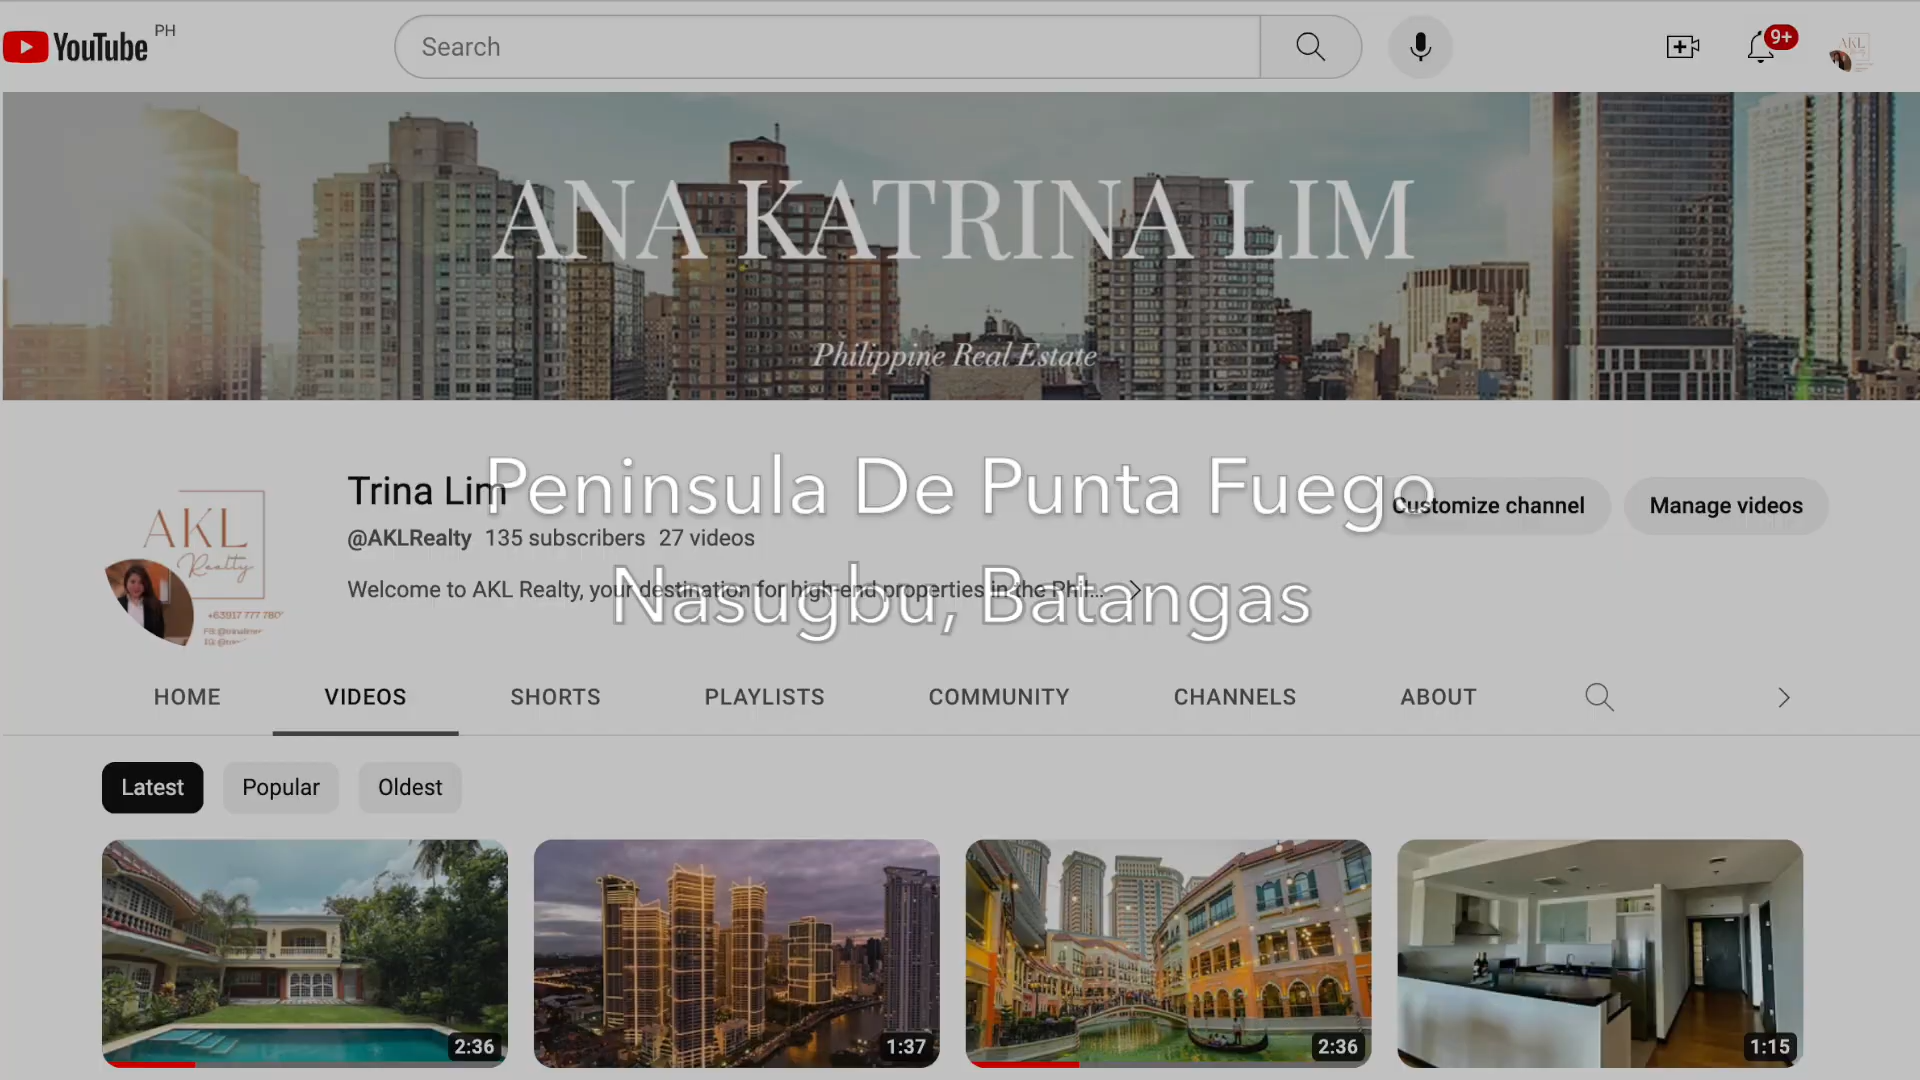 YouTube PH
Search
9+
ANA KATRINA LIM
Philippine Real Estate
AKL
Realty
Trina Lim
Peninsula De Punta Fuego
Customize channel
Manage videos
@AKLRealty 135 subscribers 27 videos
Welcome to AKL Realty, your destination for high-end properties in the Phil...
Nasugbu, Batangas
HOME
VIDEOS
SHORTS
PLAYLISTS
COMMUNITY
CHANNELS
ABOUT
Latest
Popular
Oldest
2:36
1:37
2:36
1:15